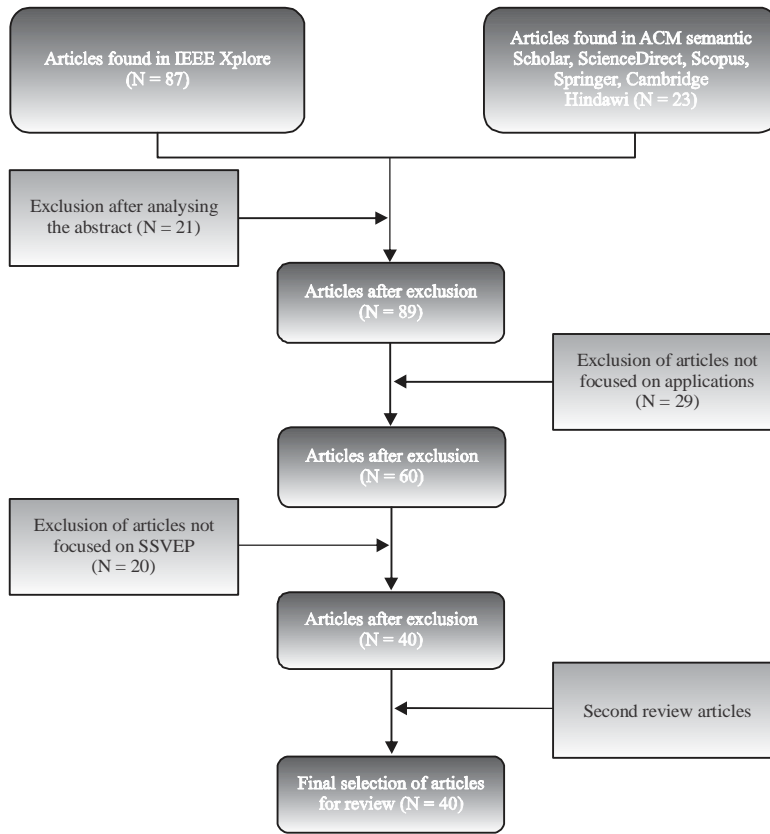 Articles found in IEEE Xplore
(N = 87)
Articles found in ACM semantic
Scholar, ScienceDirect, Scopus,
Springer, Cambridge
Hindawi (N = 23)
Exclusion after analysing
the abstract (N = 21)
Articles after exclusion
(N = 89)
Exclusion of articles not
focused on applications
(N = 29)
Articles after exclusion
(N = 60)
Exclusion of articles not
focused on SSVEP
(N = 20)
Articles after exclusion
(N = 40)
Second review articles
Final selection of articles
for review (N = 40)